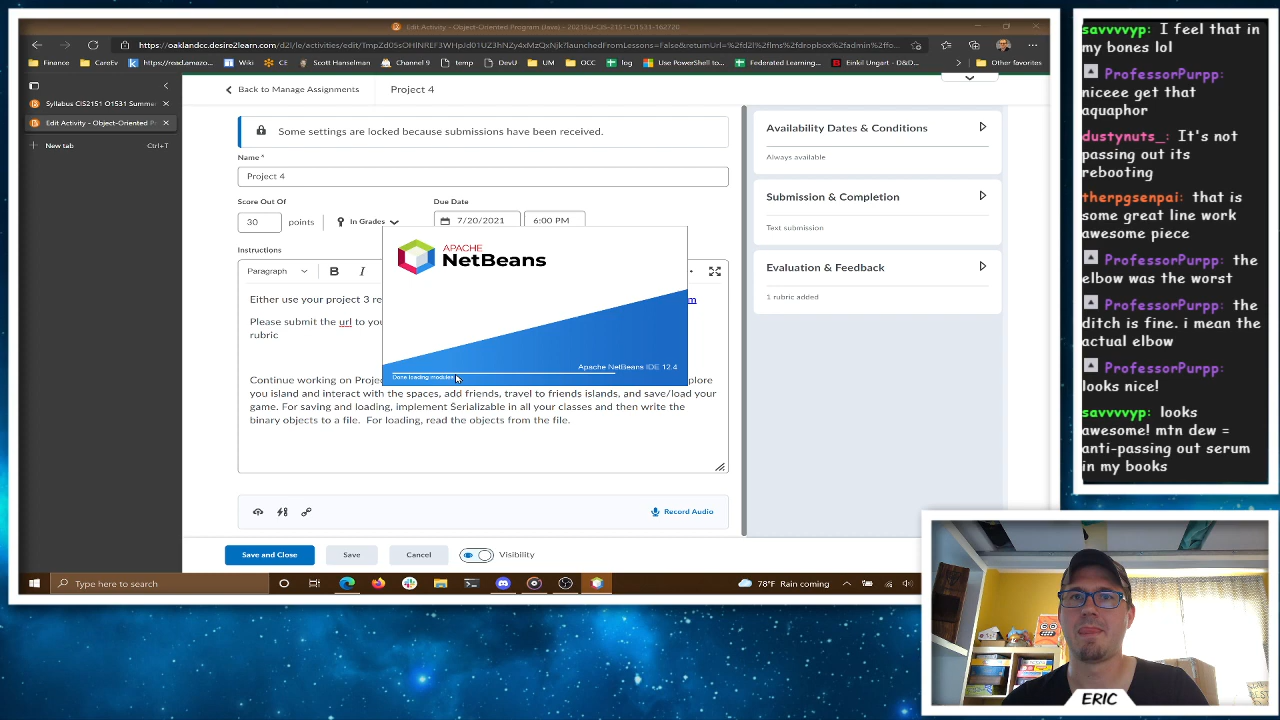 Edit Activity - Object-Oriented Program (Java) - 2021SU-CIS-2151-O1531-162720
https://oaklandcc.desire2learn.com/d2l/le/activities/edit/
Finance
CareEv
https://read.amazo...
Wiki
CE
Scott Hanselman
Channel 9
temp
DevU
UM
OCC
log
Use PowerShell to...
Federated Learning...
Einkil Ungart - D&D...
Syllabus CIS2151 O1531 Summe
Edit Activity - Object-Oriented P
New tab
Ctrl+T
Back to Manage Assignments
Project 4
Some settings are locked because submissions have been received.
Name *
Project 4
Score Out Of
Due Date
30
points
In Grades
7/20/2021
6:00 PM
Instructions
Paragraph
B
I
Either use your project 3 re
m
Please submit the url to you
rubric
Continue working on Proje
plore
you island and interact with the spaces, add friends, travel to friends islands, and save/load your
game. For saving and loading, implement Serializable in all your classes and then write the
binary objects to a file. For loading, read the objects from the file.
APACHE
NetBeans
Apache NetBeans IDE 12.4
Done loading modules
Record Audio
Save and Close
Save
Cancel
Visibility
Availability Dates & Conditions
Always available
Submission & Completion
Text submission
Evaluation & Feedback
1 rubric added
Type here to search
78°F Rain coming
savvvvyp: I feel that in
my bones lol
ProfessorPurpp:
niceee get that
aquaphor
dustynuts_: It's not
passing out its
rebooting
therpgsenpai: that is
some great line work
awesome piece
ProfessorPurpp: the
elbow was the worst
ProfessorPurpp: the
ditch is fine. i mean the
actual elbow
ProfessorPurpp:
looks nice!
savvvvyp: looks
awesome! mtn dew =
anti-passing out serum
in my books
ERIC